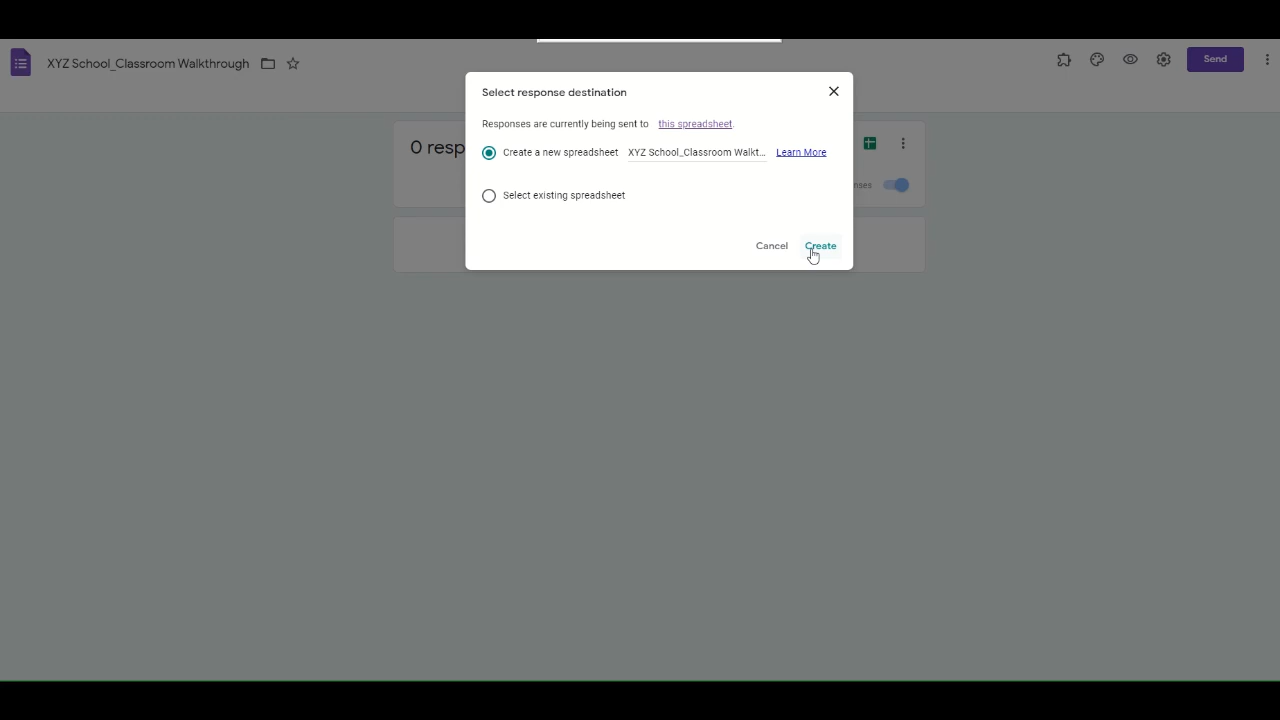 XYZ School_Classroom Walkthrough
Send
Select response destination
Responses are currently being sent to this spreadsheet.
0 resp
Create a new spreadsheet XYZ School_Classroom Walkt... Learn More
nses
Select existing spreadsheet
Cancel Create